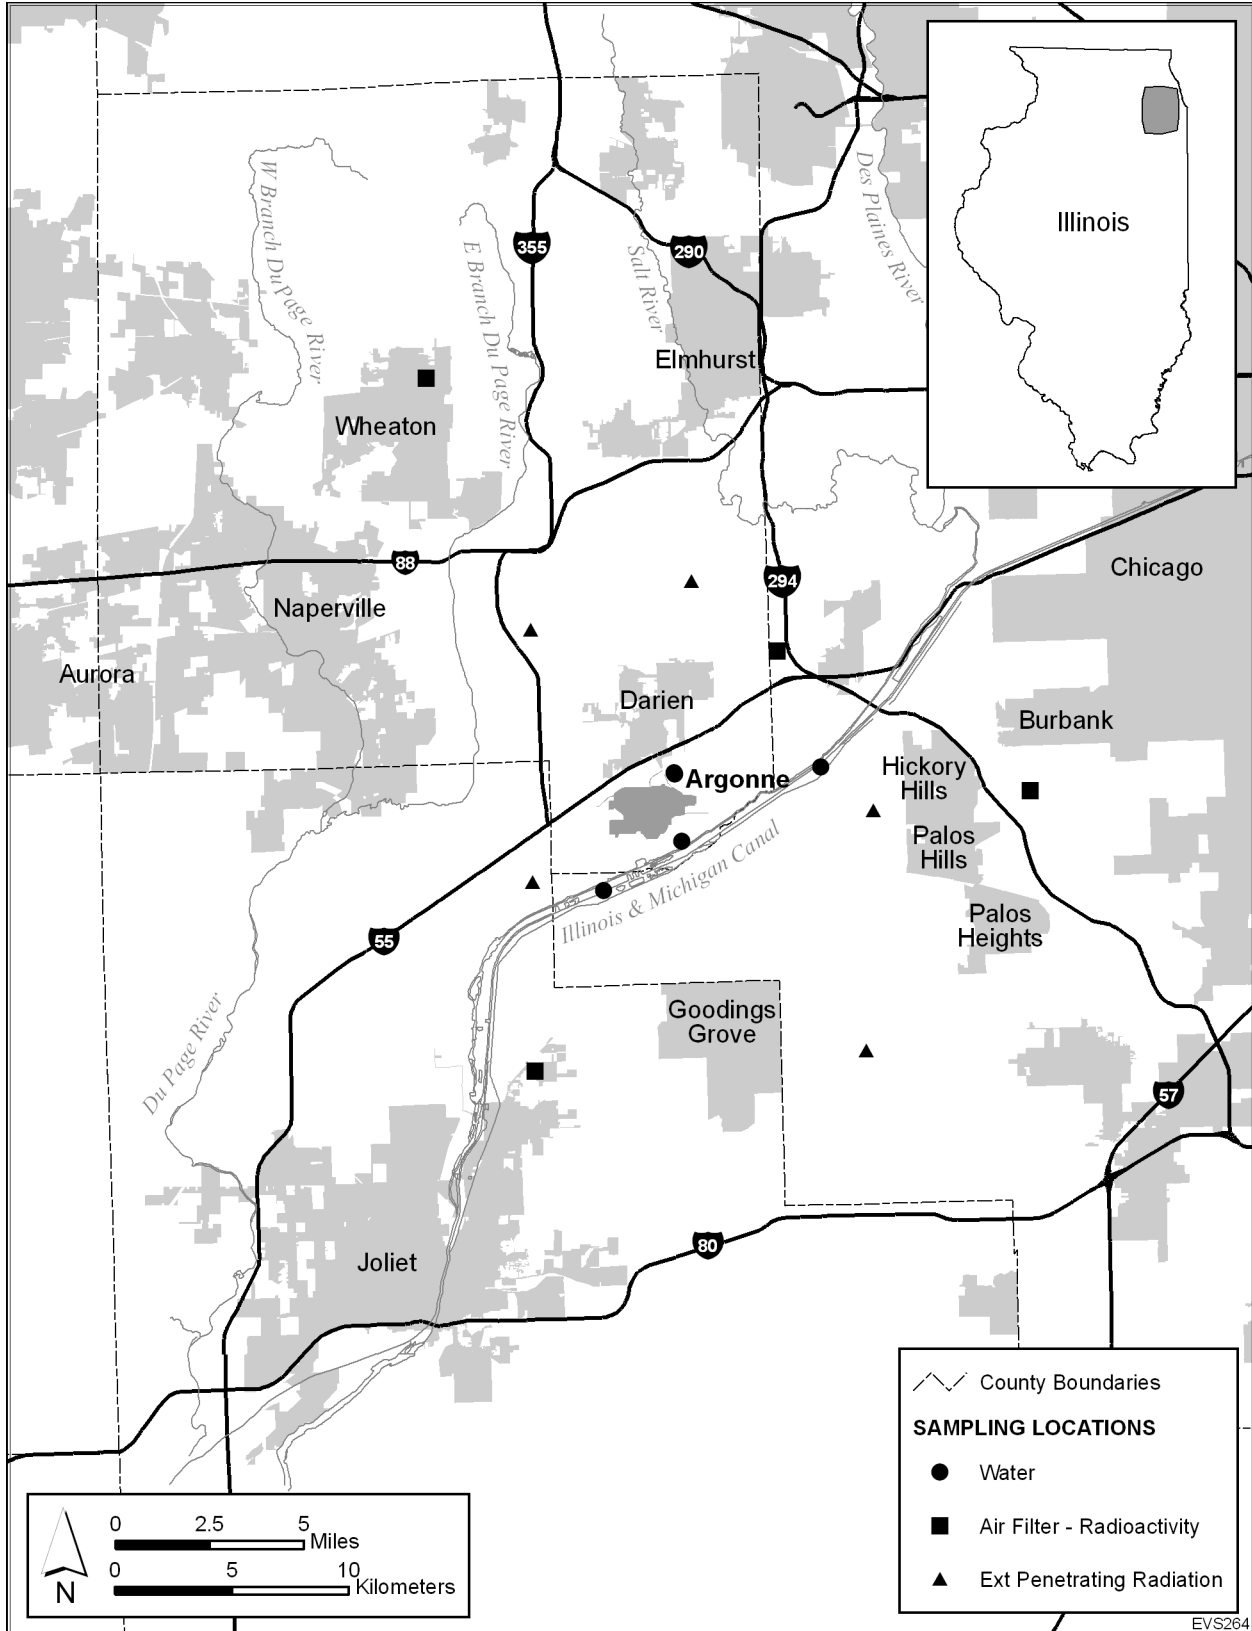 W Branch DuPage River
E Branch Du Page River
355
290
Salt River
Des Plaines River
Illinois
Elmhurst
Wheaton
88
294
Chicago
Naperville
Aurora
Darien
Burbank
Argonne
Hickory
Hills
Palos
Hills
Palos
Heights
Illinois & Michigan Canal
55
Goodings
Grove
Du Page River
57
Joliet
80
County Boundaries
SAMPLING LOCATIONS
Water
Air Filter - Radioactivity
Ext Penetrating Radiation
N
0 2.5 5
Miles
0 5 10
Kilometers
EVS264